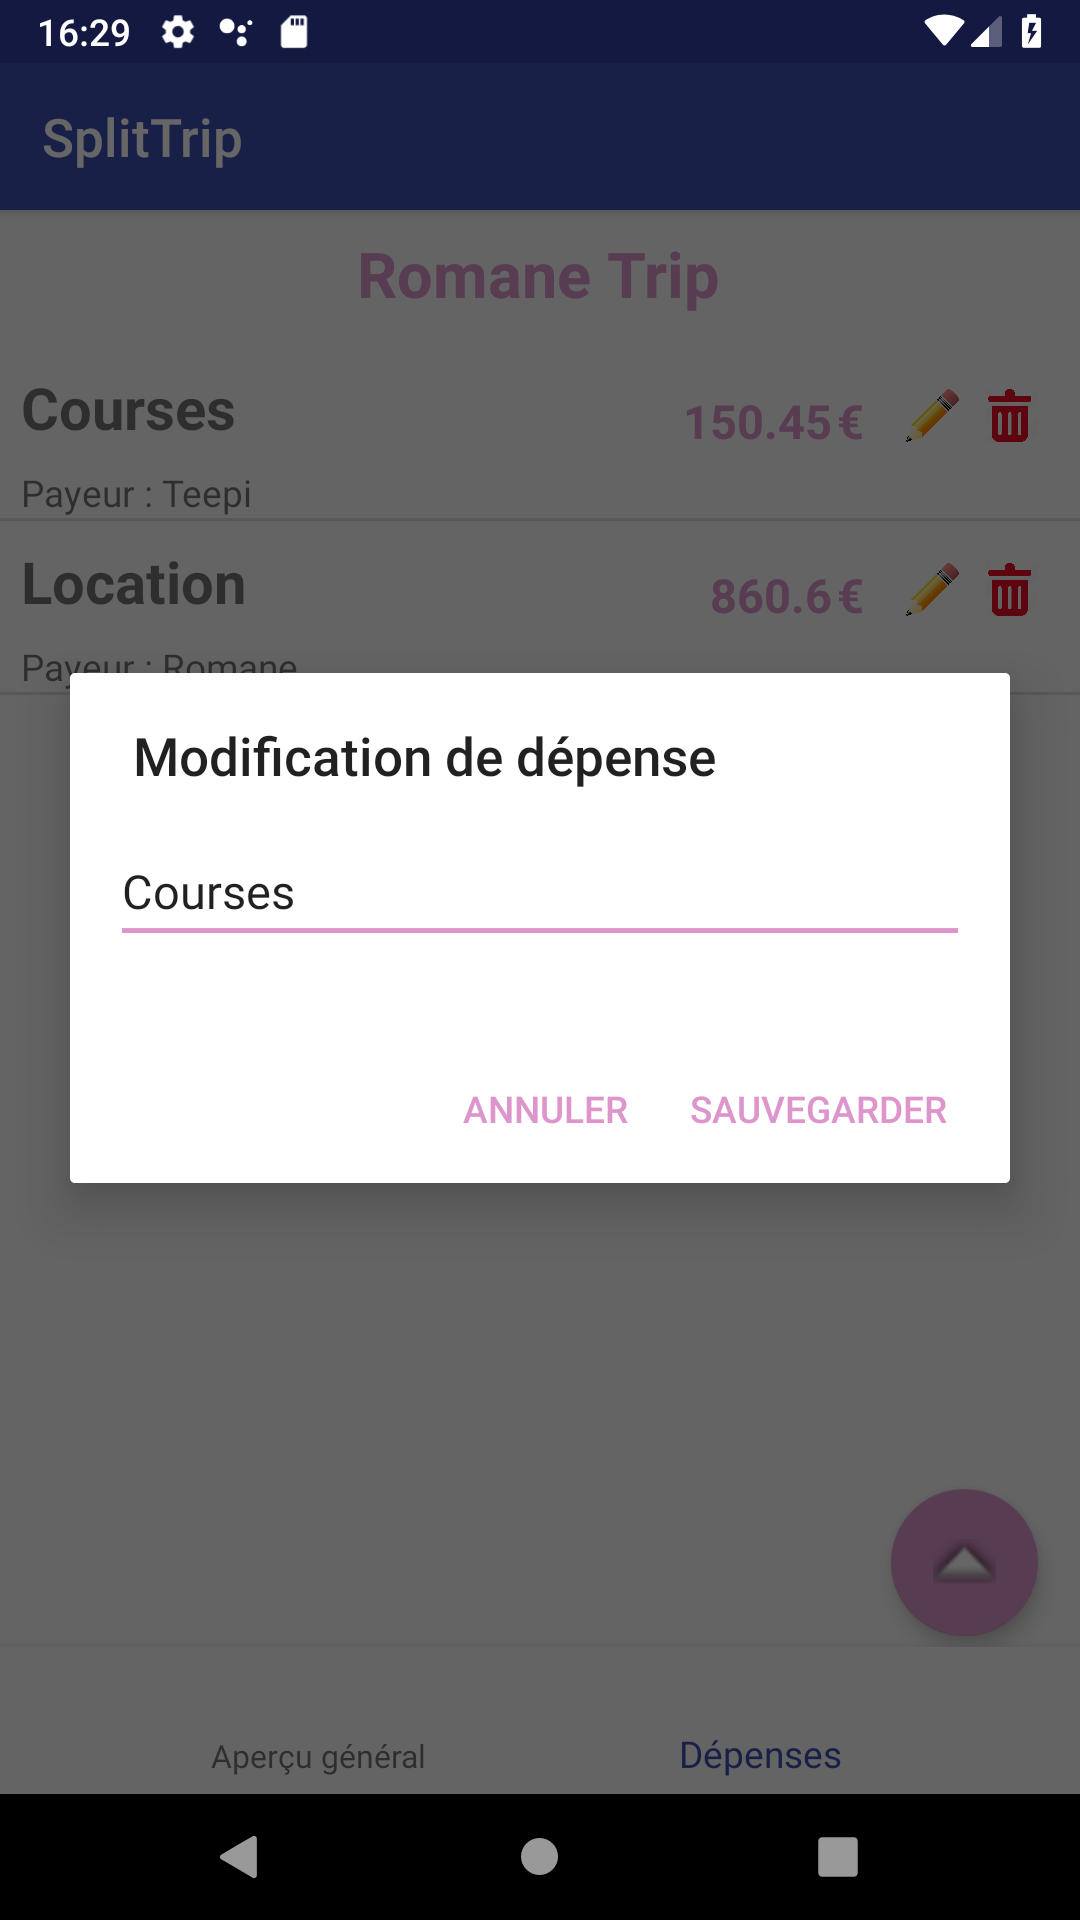 16:29
SplitTrip
Romane Trip
Courses
150.45 €
Payeur : Teepi
Location
860.6 €
Payeur : Romane
Modification de dépense
Courses
ANNULER SAUVEGARDER
Aperçu général Dépenses